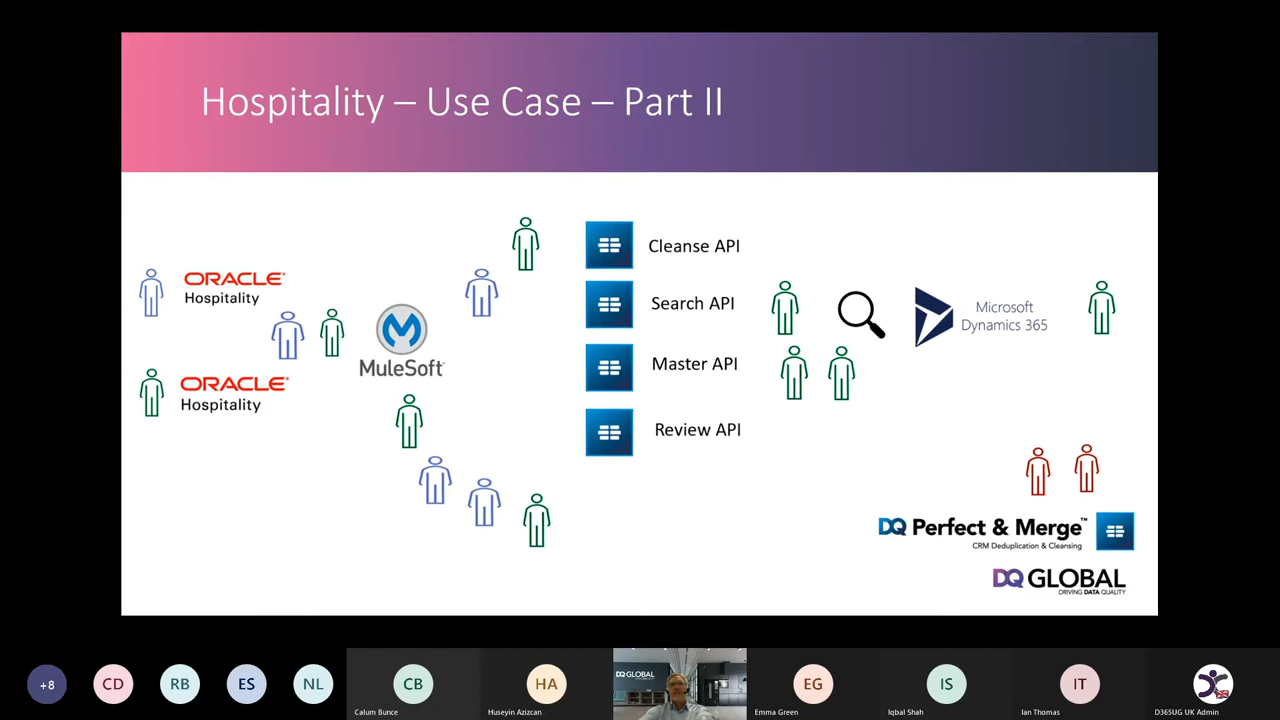 Hospitality – Use Case – Part II
ORACLE®
Hospitality
ORACLE®
Hospitality
MuleSoft
Cleanse API
Search API
Master API
Review API
Microsoft
Dynamics 365
DQ Perfect & Merge™
CRM Deduplication & Cleansing
DQ GLOBAL
DRIVING DATA QUALITY
+8
CD
RB
ES
NL
CB
Calum Bunce
HA
Huseyin Azizcan
DQ GLOBAL
EG
Emma Green
IS
Iqbal Shah
IT
Ian Thomas
D365UG UK Admin